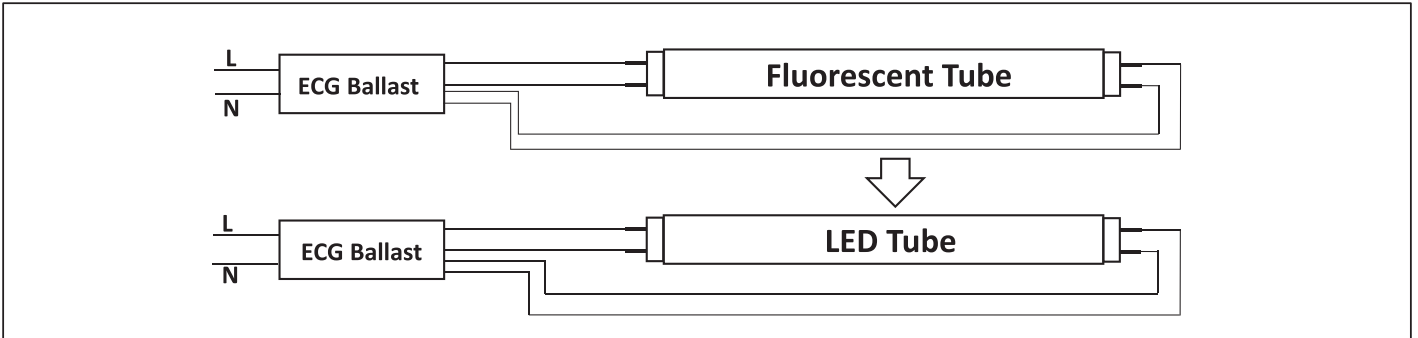 L
ECG Ballast
N
Fluorescent Tube
L
ECG Ballast
N
LED Tube